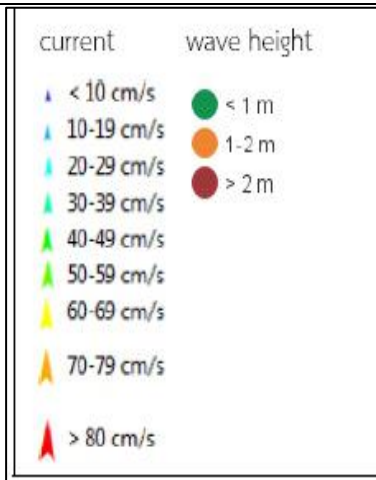 current
< 10 cm/s
10-19 cm/s
20-29 cm/s
30-39 cm/s
40-49 cm/s
50-59 cm/s
60-69 cm/s
70-79 cm/s
> 80 cm/s
wave height
< 1 m
1-2 m
> 2 m